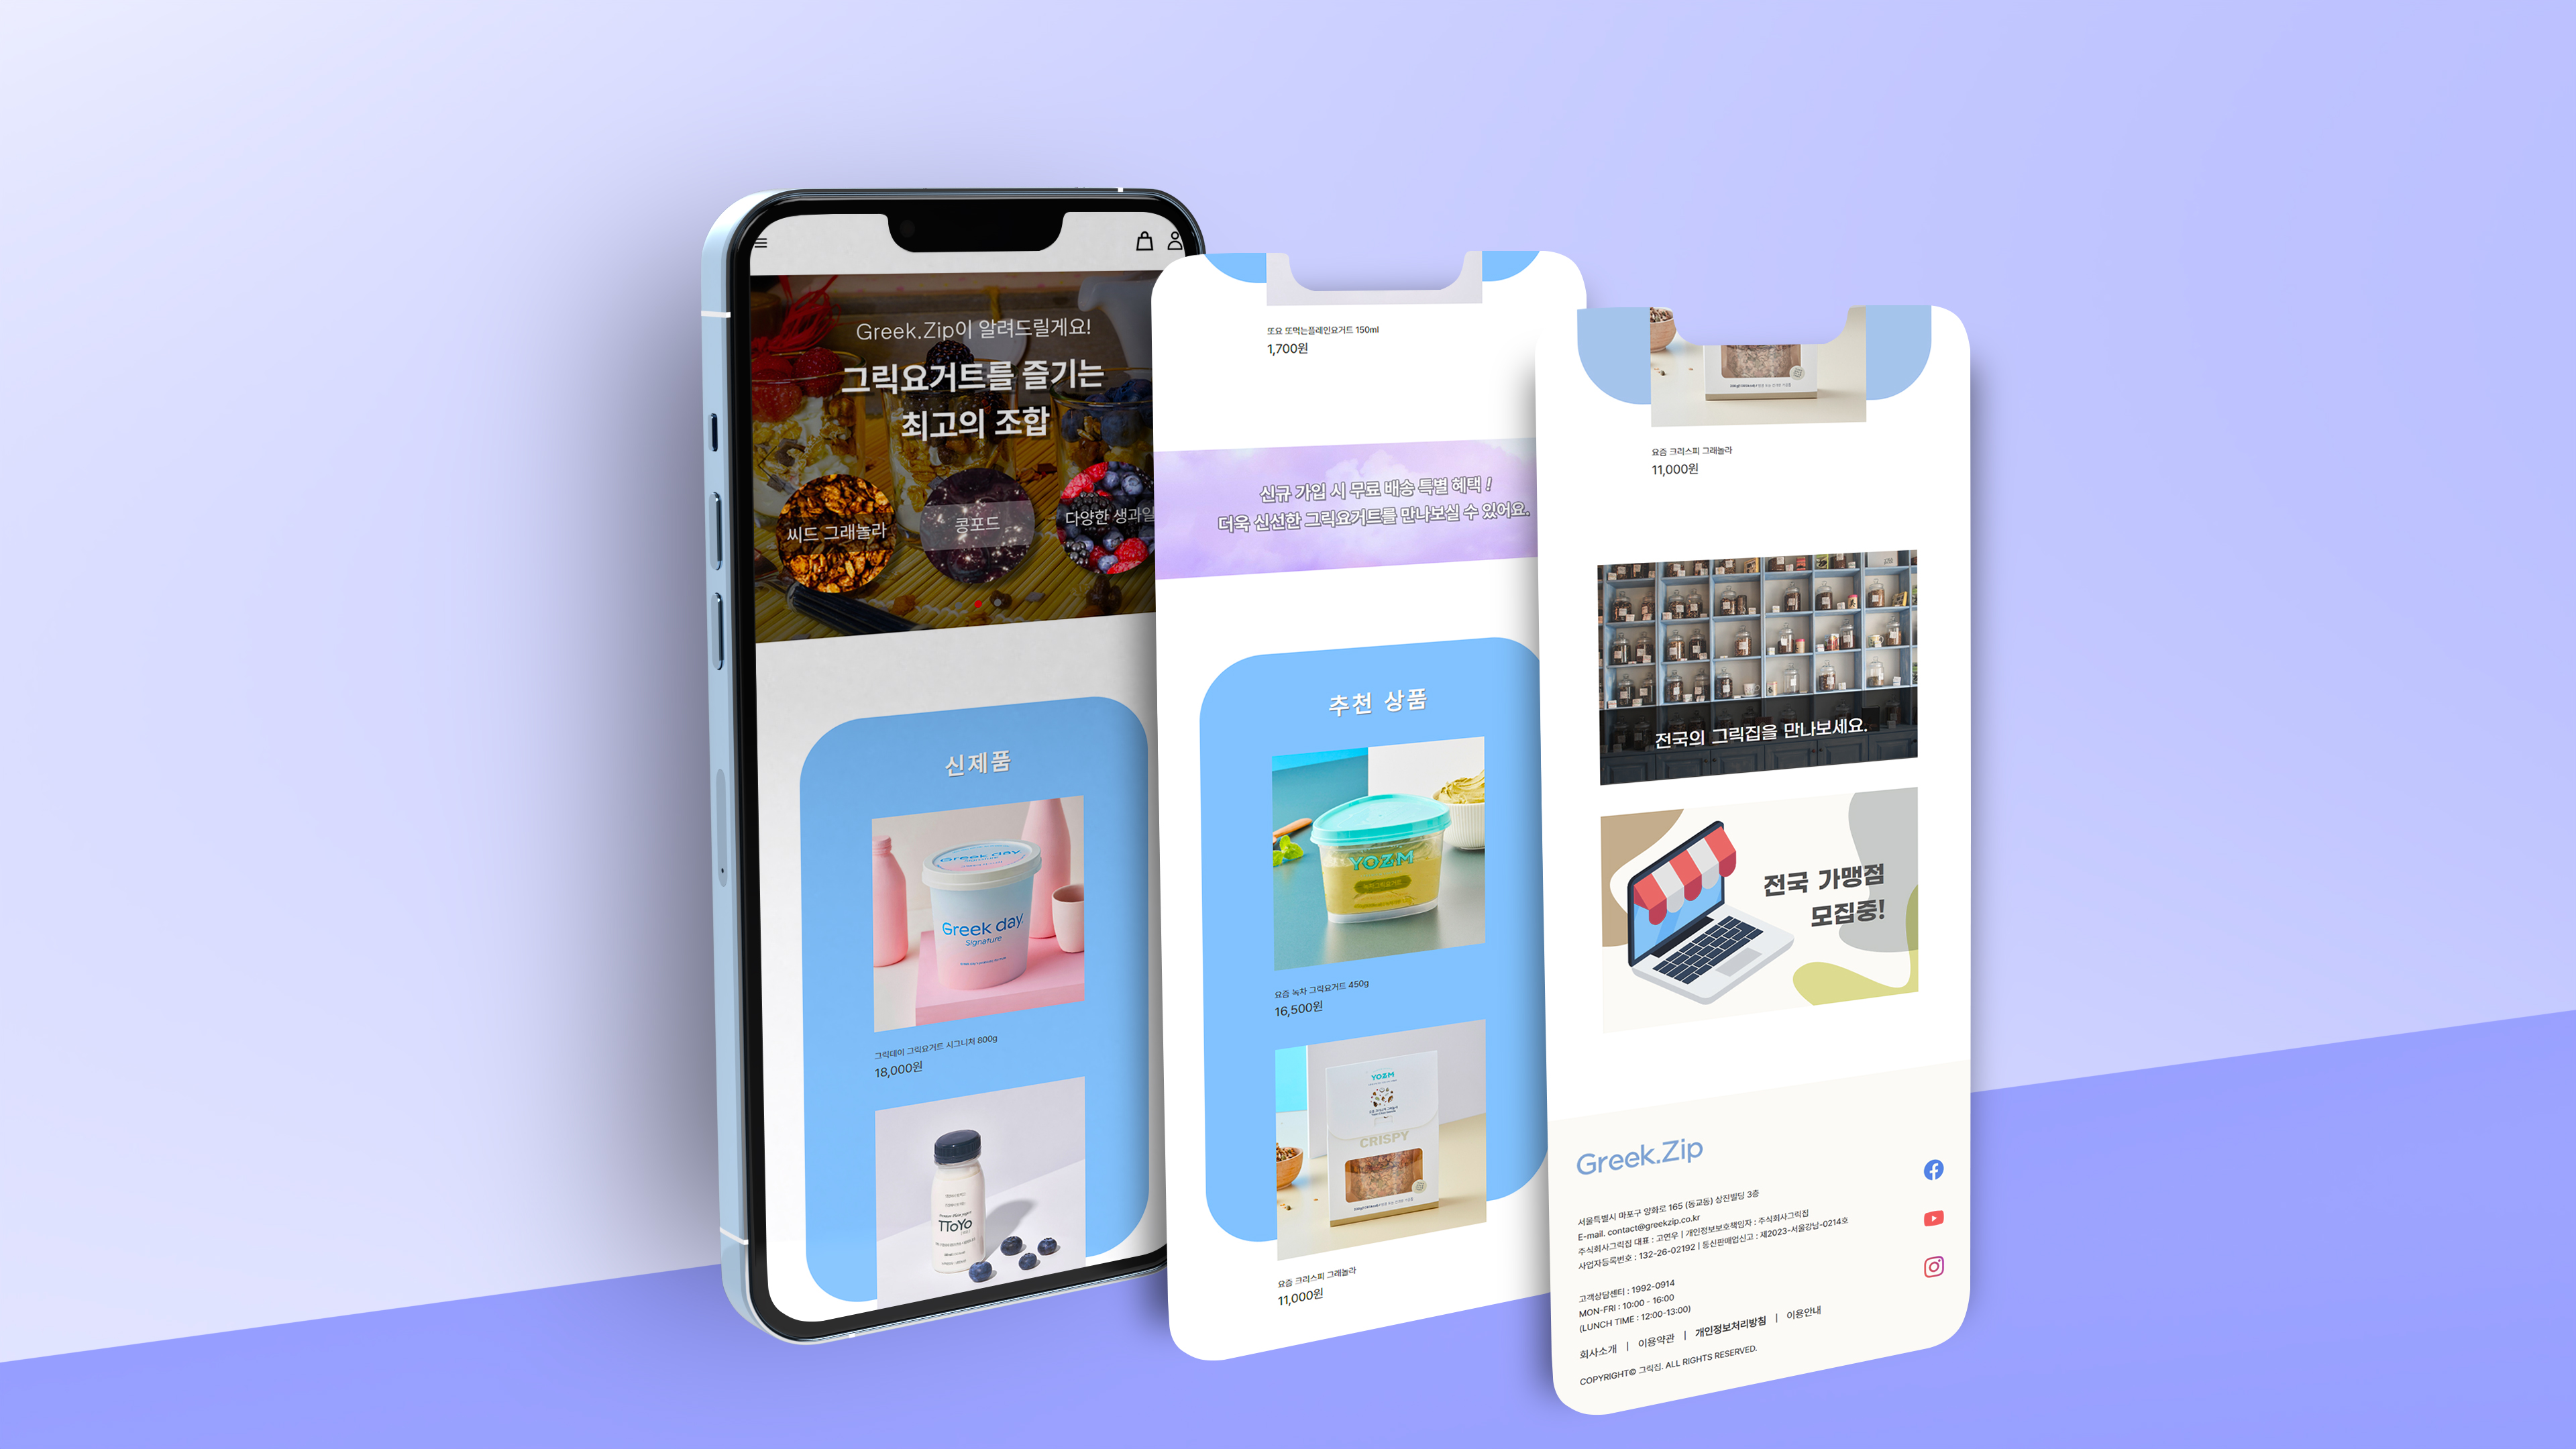 Greek.Zip이 알려드릴게요!
그릭요거트를 즐기는
최고의 조합
씨드 그래놀라
콩포드
다양한 생과일
신제품
Greek day
Signature
Greek day.
Signature
그릭데이 그릭요거트 시그니처 800g
18,000원
TToYo
또요 또먹는플레인요거트 150ml
1,700원
신규 가입 시 무료 배송 특별 혜택 !
더욱 신선한 그릭요거트를 만나보실 수 있어요.
추천 상품
YOZM
요즘 녹차 그릭요거트 450g
16,500원
YOZM
CRISPY
요즘 크리스피 그래놀라
11,000원
요즘 크리스피 그래놀라
11,000원
전국의 그릭집을 만나보세요.
전국 가맹점
모집중!
Greek.Zip
서울특별시 마포구 양화로 165 (동교동) 상진빌딩 3층
E-mail. contact@greekzip.co.kr
주식회사그릭집 대표 : 고연우 | 개인정보보호책임자 : 주식회사그릭집
사업자등록번호 : 132-26-02192 | 통신판매업신고 : 제2023-서울강남-0214호
고객상담센터 : 1992-0914
MON-FRI : 10:00 - 16:00
(LUNCH TIME : 12:00-13:00)
회사소개 | 이용약관 | 개인정보처리방침 | 이용안내
COPYRIGHT© 그릭집. ALL RIGHTS RESERVED.